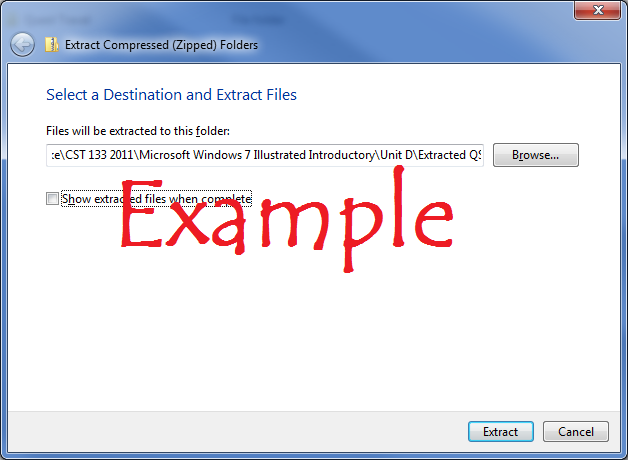 Extract Compressed (Zipped) Folders
Select a Destination and Extract Files
Files will be extracted to this folder:
:e\CST 133 2011\Microsoft Windows 7 Illustrated Introductory\Unit D\Extracted QS
Browse...
Show extracted files when complete
Example
Extract
Cancel